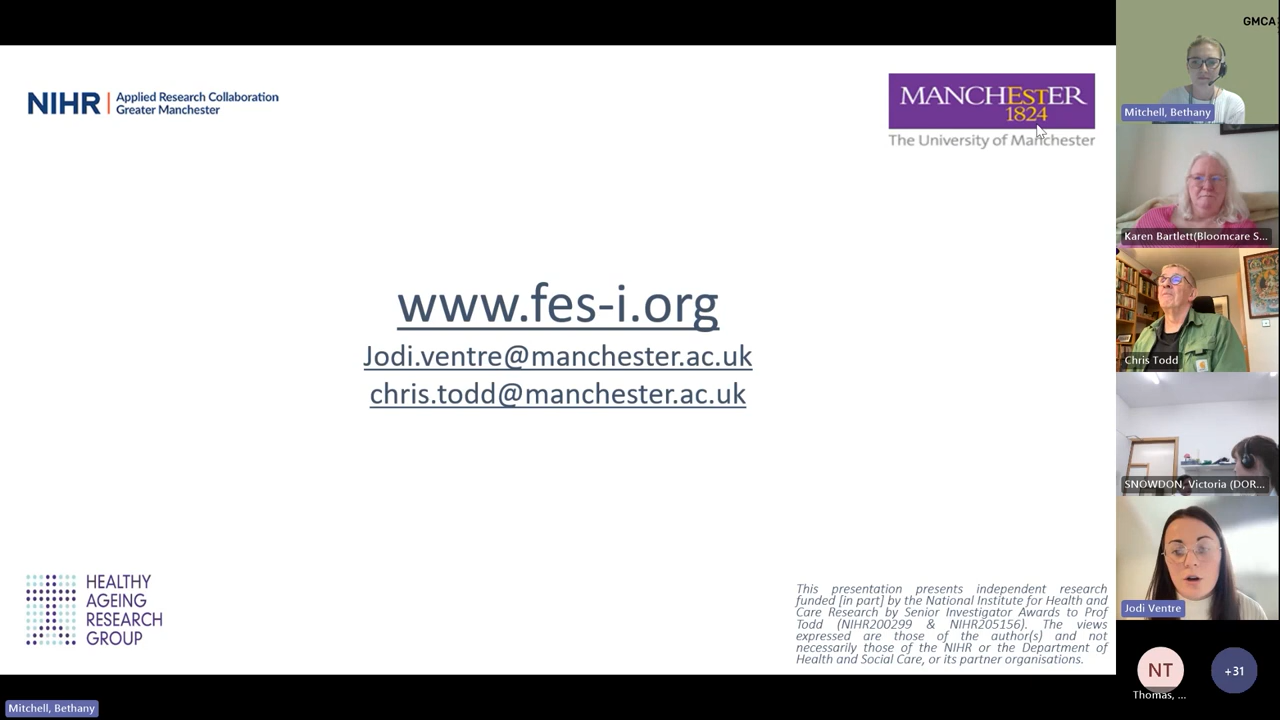 NIHR | Applied Research Collaboration
Greater Manchester
MANCHESTER
1824
The University of Manchester
www.fes-i.org
Jodi.ventre@manchester.ac.uk
chris.todd@manchester.ac.uk
HEALTHY
AGEING
RESEARCH
GROUP
This presentation presents independent research
funded [in part] by the National Institute for Health and
Care Research by Senior Investigator Awards to Prof
Todd (NIHR200299 & NIHR205156). The views
expressed are those of the author(s) and not
necessarily those of the NIHR or the Department of
Health and Social Care, or its partner organisations.
Mitchell, Bethany
GMCA
Mitchell, Bethany
Karen Bartlett(Bloomcare S...
Chris Todd
SNOWDON, Victoria (DOR...
Jodi Ventre
NT
Thomas, ...
+31